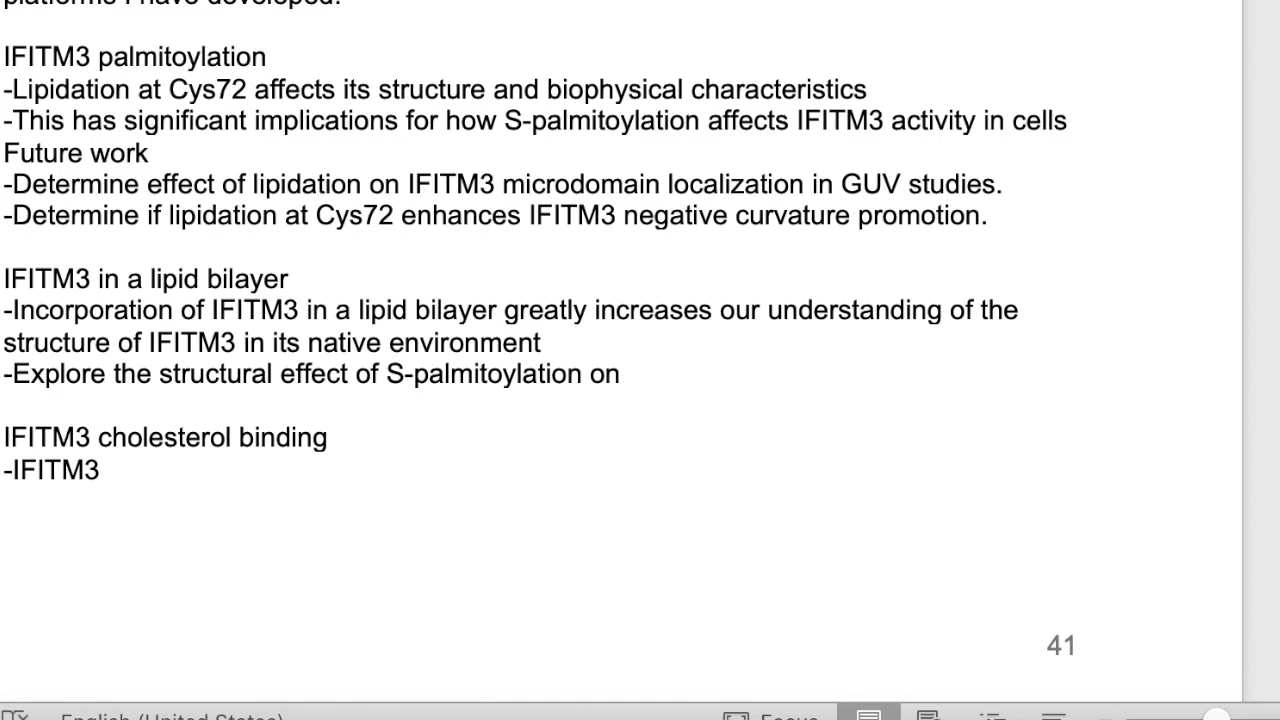 platforms I have developed.
IFITM3 palmitoylation
-Lipidation at Cys72 affects its structure and biophysical characteristics
-This has significant implications for how S-palmitoylation affects IFITM3 activity in cells
Future work
-Determine effect of lipidation on IFITM3 microdomain localization in GUV studies.
-Determine if lipidation at Cys72 enhances IFITM3 negative curvature promotion.
IFITM3 in a lipid bilayer
-Incorporation of IFITM3 in a lipid bilayer greatly increases our understanding of the
structure of IFITM3 in its native environment
-Explore the structural effect of S-palmitoylation on
IFITM3 cholesterol binding
-IFITM3
41
English (United States)
Focus